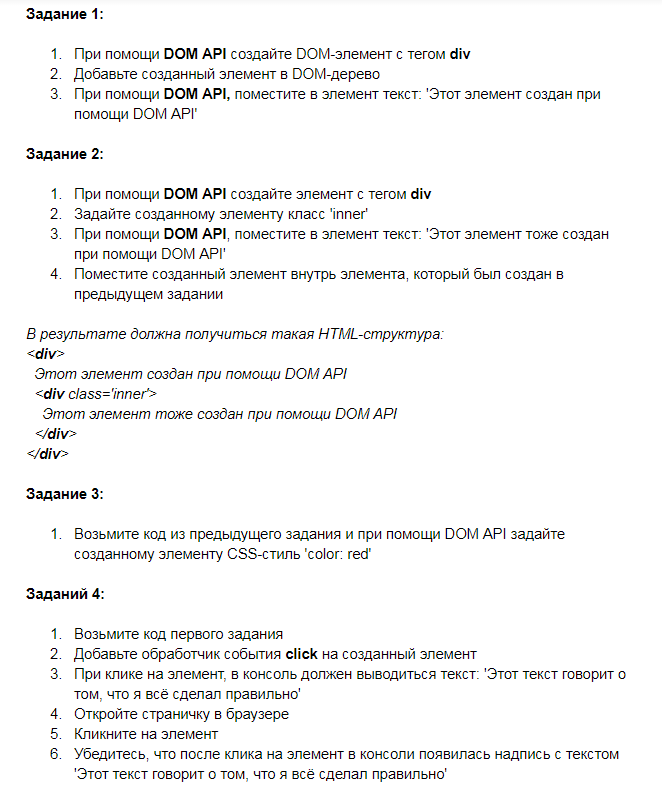 Задание 1:
1. При помощи DOM API создайте DOM-элемент с тегом div
2. Добавьте созданный элемент в DOM-дерево
3. При помощи DOM API, поместите в элемент текст: 'Этот элемент создан при
помощи DOM API'
Задание 2:
1. При помощи DOM API создайте элемент с тегом div
2. Задайте созданному элементу класс 'inner'
3. При помощи DOM API, поместите в элемент текст: 'Этот элемент тоже создан
при помощи DOM API'
4. Поместите созданный элемент внутрь элемента, который был создан в
предыдущем задании
В результате должна получиться такая HTML-структура:
<div>
Этот элемент создан при помощи DOM API
<div class='inner'>
Этот элемент тоже создан при помощи DOM API
</div>
</div>
Задание 3:
1. Возьмите код из предыдущего задания и при помощи DOM API задайте
созданному элементу CSS-стиль 'color: red'
Заданий 4:
1. Возьмите код первого задания
2. Добавьте обработчик события click на созданный элемент
3. При клике на элемент, в консоль должен выводиться текст: 'Этот текст говорит о
том, что я всё сделал правильно'
4. Откройте страничку в браузере
5. Кликните на элемент
6. Убедитесь, что после клика на элемент в консоли появилась надпись с текстом
'Этот текст говорит о том, что я всё сделал правильно'